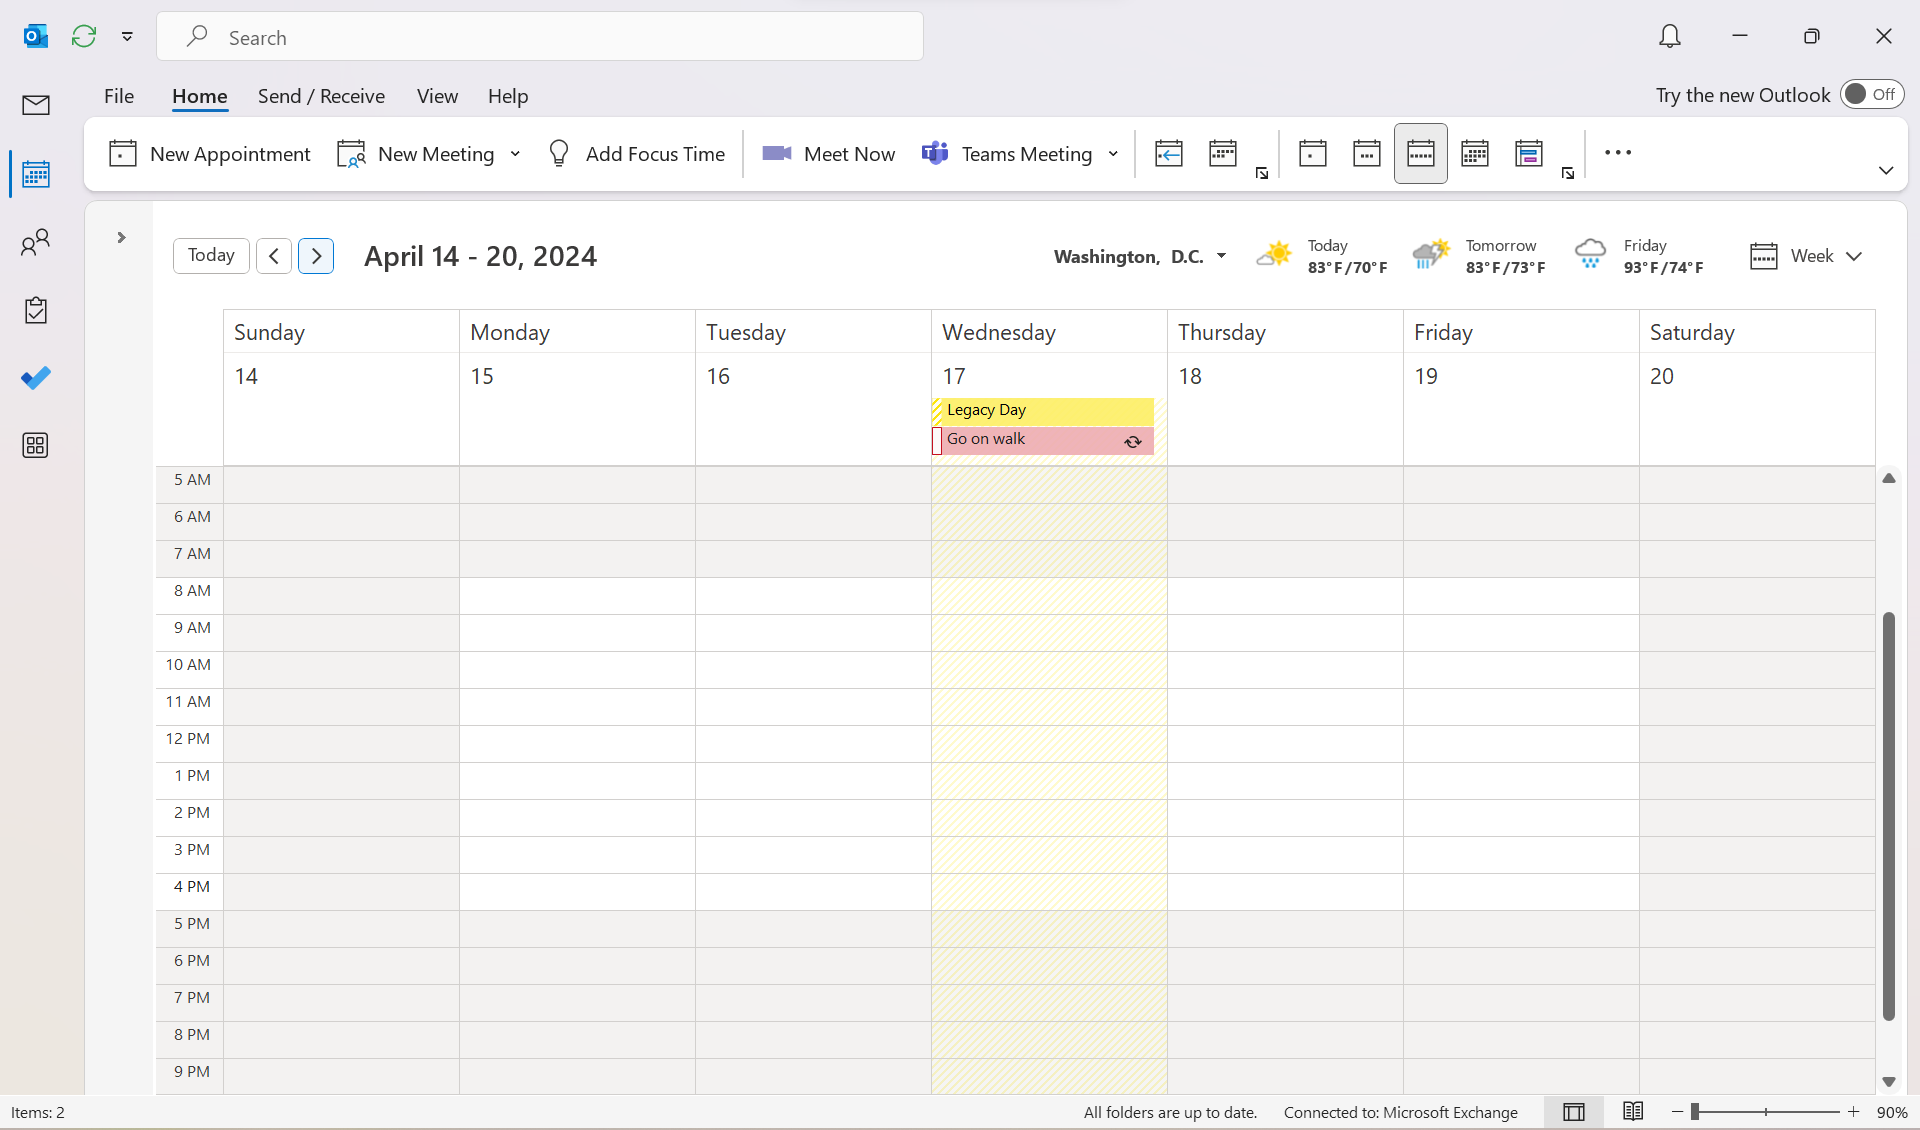 Search
File
Home
Send / Receive
View
Help
Try the new Outlook
Off
New Appointment
New Meeting
Add Focus Time
Meet Now
Teams Meeting
Today
April 14 - 20, 2024
Washington, D.C.
Today
83°F/70°F
Tomorrow
83°F/73°F
Friday
93°F/74°F
Week
Sunday
Monday
Tuesday
Wednesday
Thursday
Friday
Saturday
14
15
16
17
18
19
20
Legacy Day
Go on walk
5 AM
6 AM
7 AM
8 AM
9 AM
10 AM
11 AM
12 PM
1 PM
2 PM
3 PM
4 PM
5 PM
6 PM
7 PM
8 PM
9 PM
Items: 2
All folders are up to date.
Connected to: Microsoft Exchange
90%